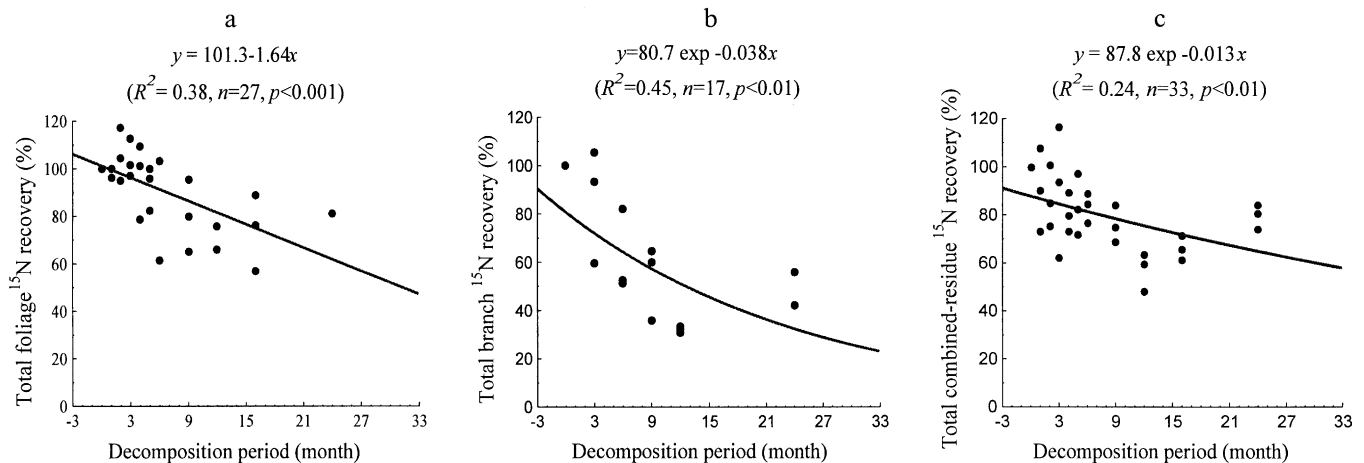 a
y = 101.3-1.64x
(R² = 0.38, n=27, p<0.001)
Total foliage ¹⁵N recovery (%)
120
100
80
60
40
20
0
-3 3 9 15 21 27 33
Decomposition period (month)
b
y=80.7 exp -0.038x
(R²=0.45, n=17, p<0.01)
Total branch ¹⁵N recovery (%)
120
100
80
60
40
20
0
-3 3 9 15 21 27 33
Decomposition period (month)
c
y = 87.8 exp -0.013x
(R² = 0.24, n=33, p<0.01)
Total combined-residue ¹⁵N recovery (%)
120
100
80
60
40
20
0
-3 3 9 15 21 27 33
Decomposition period (month)